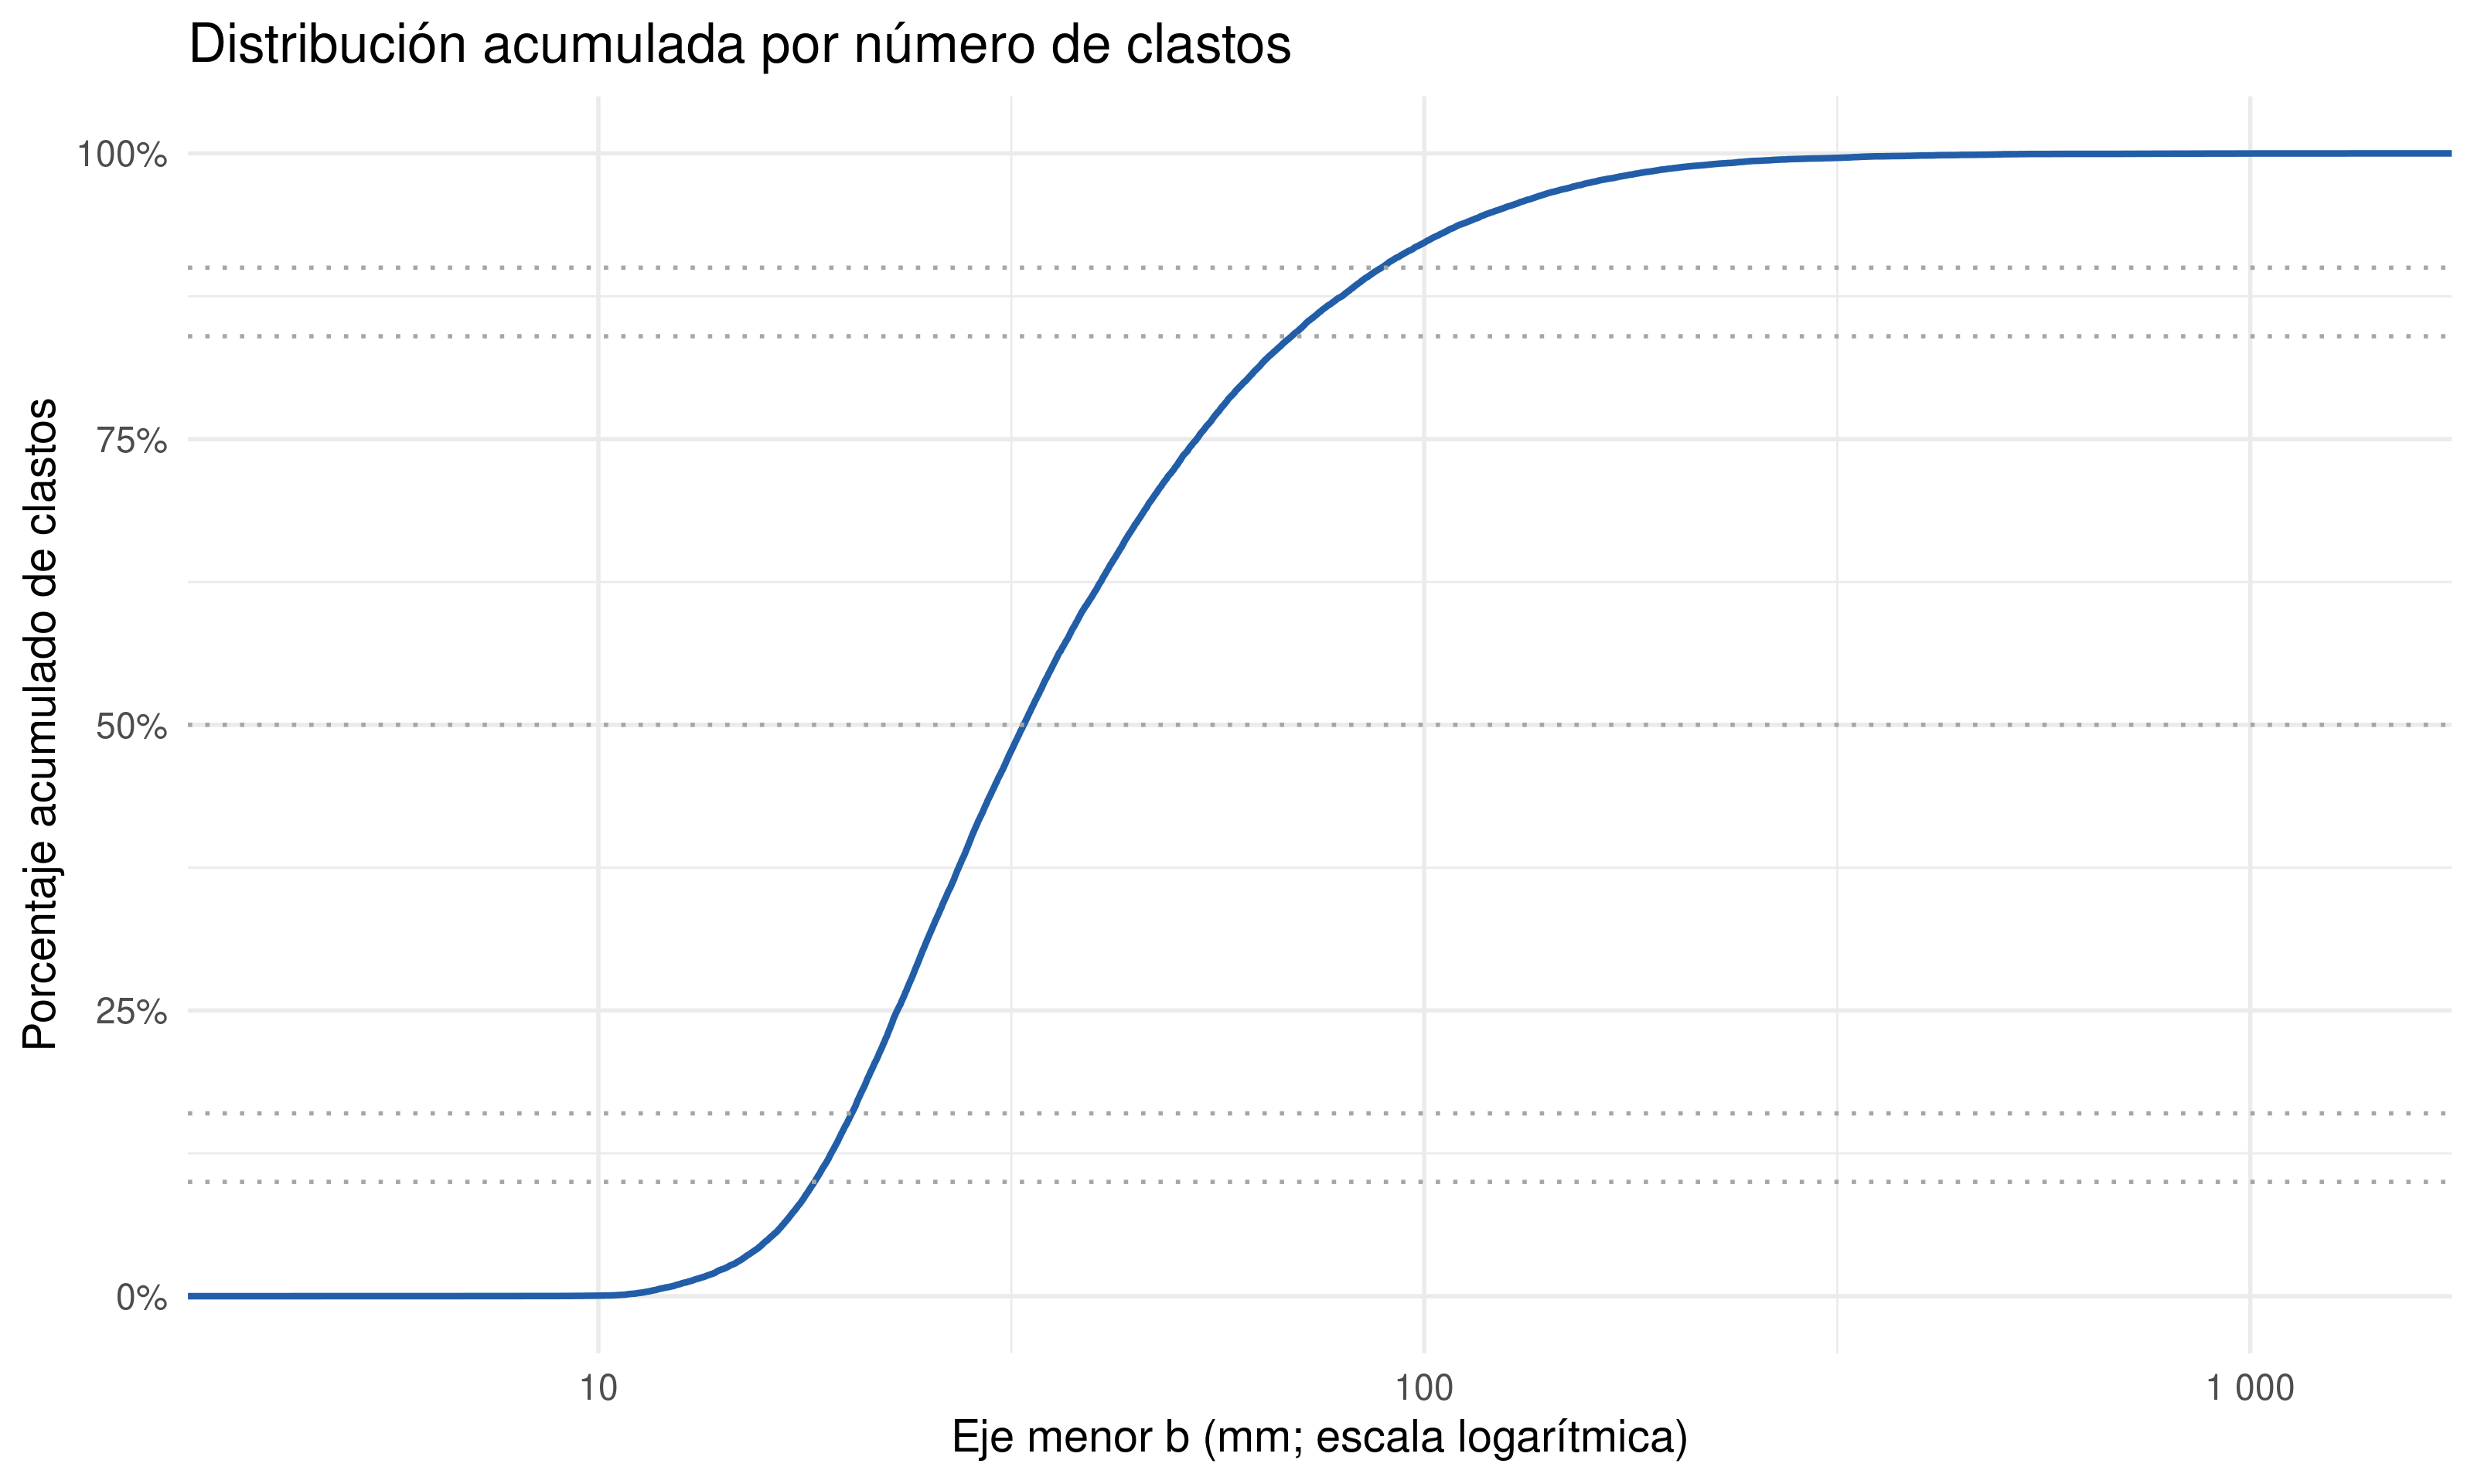 Distribución acumulada por número de clastos
Porcentaje acumulado de clastos
100%
75%
50%
25%
0%
10
100
1 000
Eje menor b (mm; escala logarítmica)